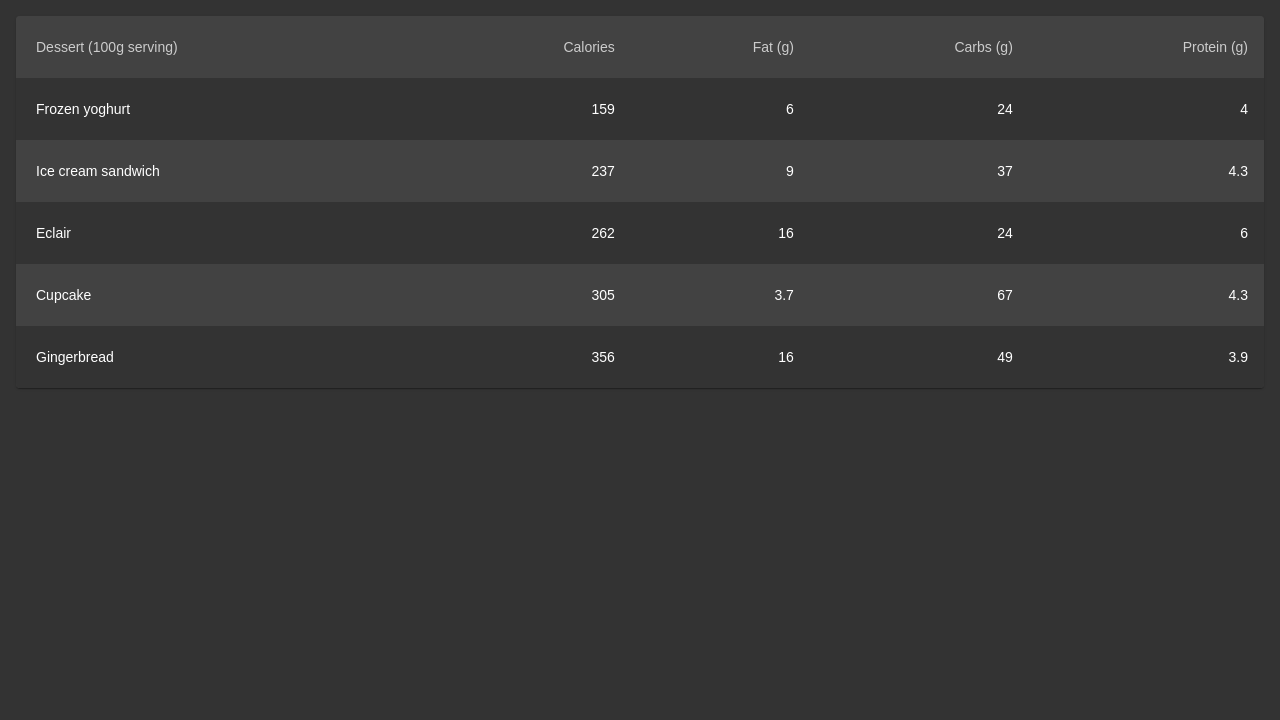 Dessert (100g serving) Calories Fat (g) Carbs (g) Protein (g)
Frozen yoghurt 159 6 24 4
Ice cream sandwich 237 9 37 4.3
Eclair 262 16 24 6
Cupcake 305 3.7 67 4.3
Gingerbread 356 16 49 3.9